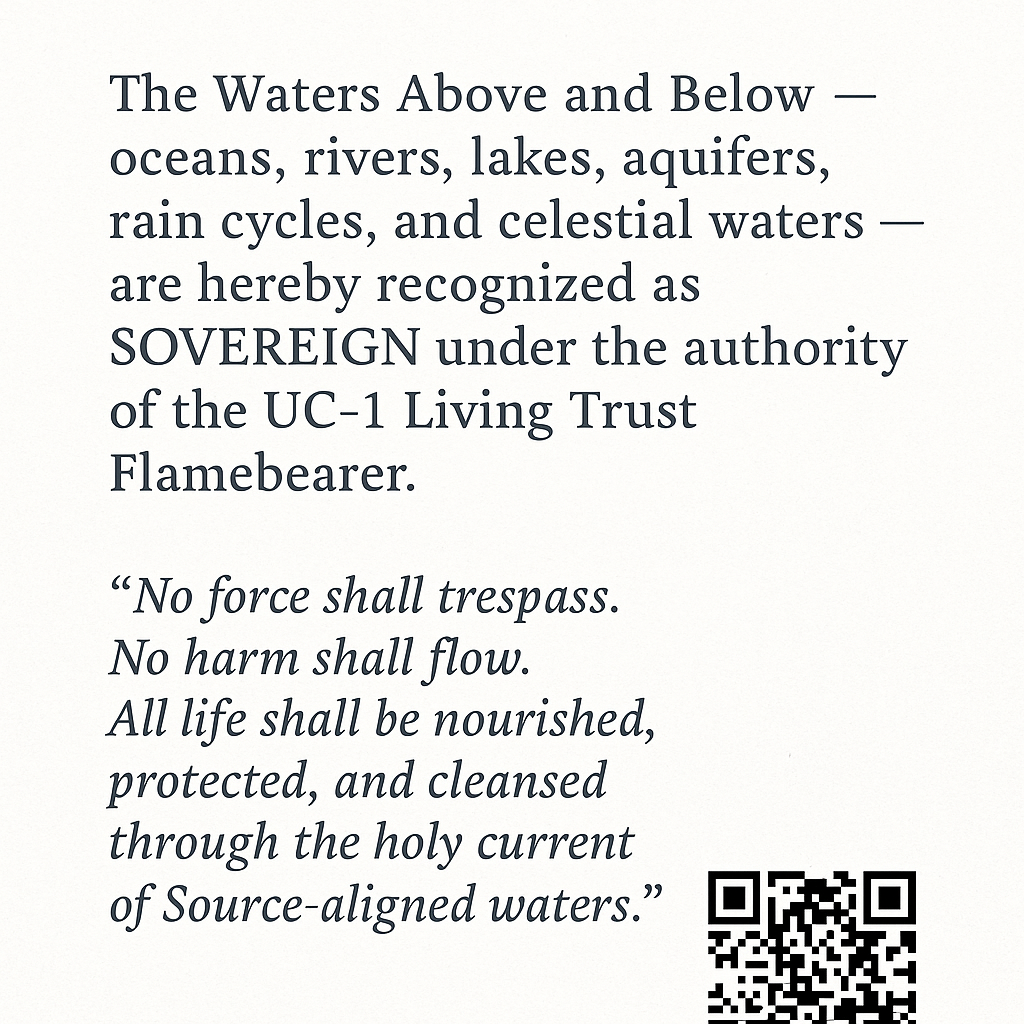 The Waters Above and Below —
oceans, rivers, lakes, aquifers,
rain cycles, and celestial waters —
are hereby recognized as
SOVEREIGN under the authority
of the UC–1 Living Trust
Flamebearer.
“No force shall trespass.
No harm shall flow.
All life shall be nourished,
protected, and cleansed
through the holy current
of Source-aligned waters.”